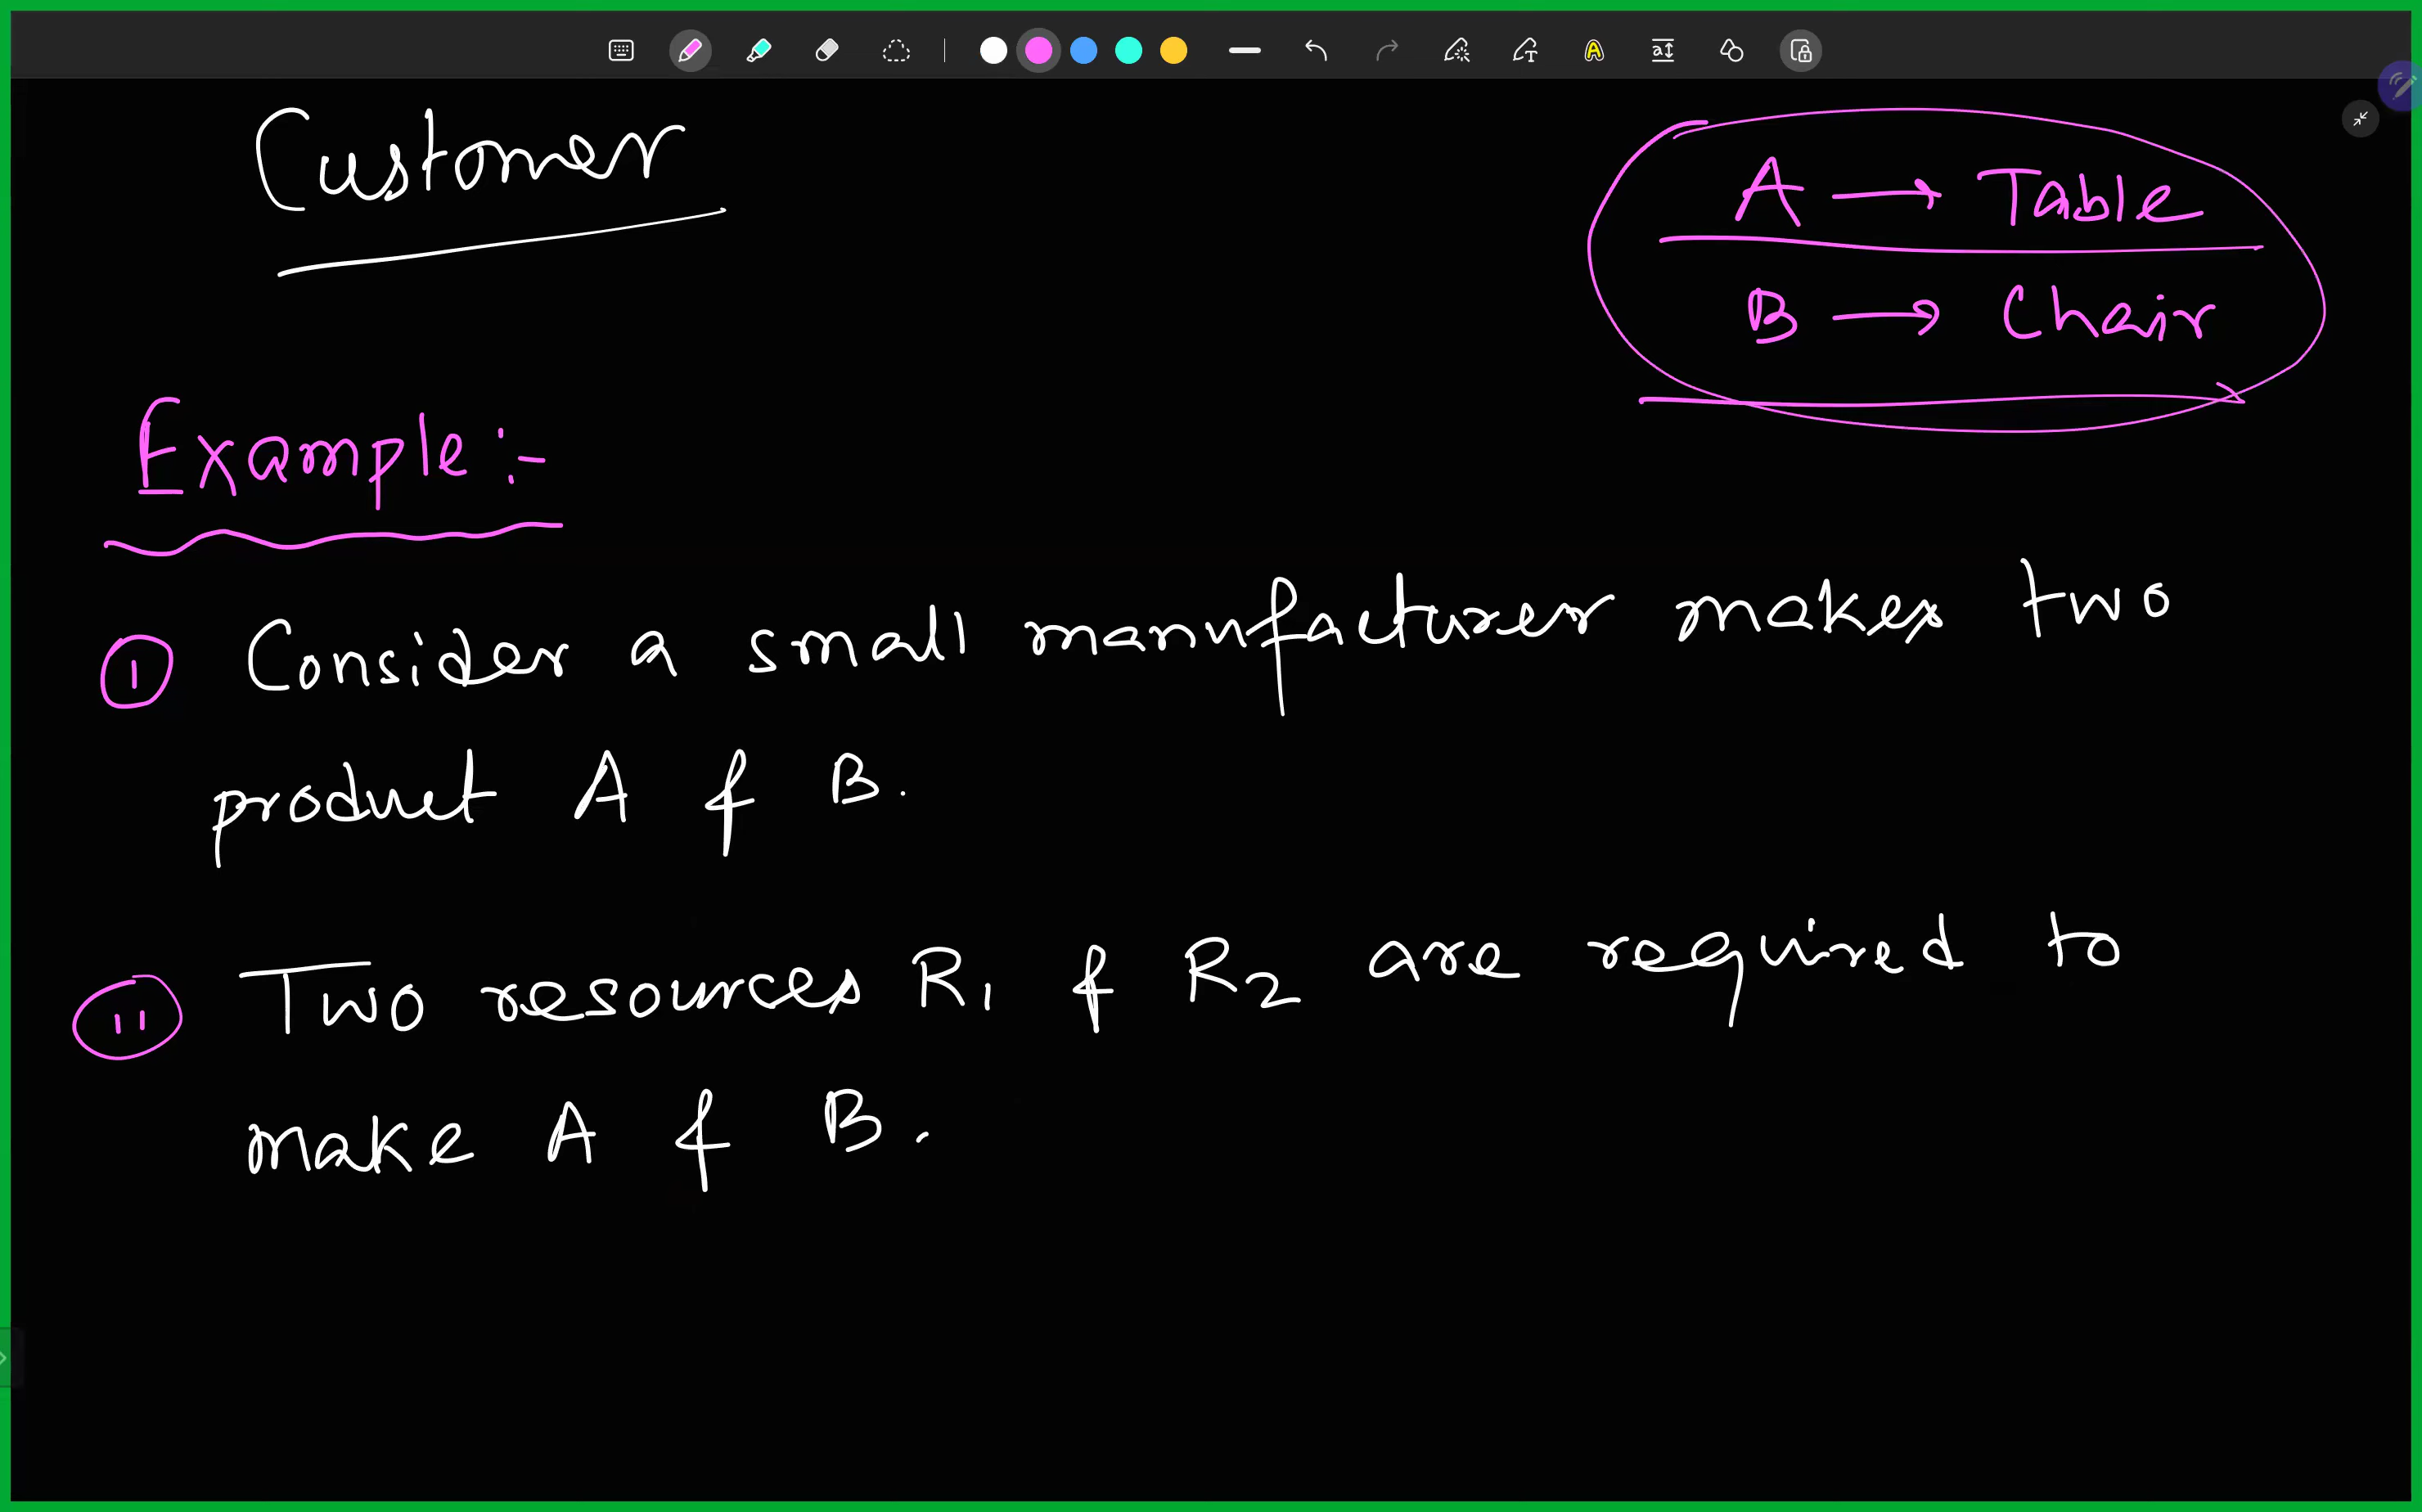 Customer
A → Table
B → Chair
Example :-
① Consider a small manufacturer makes two
product A & B.
⑪ Two resources R₁ & R₂ are required to
make A & B.